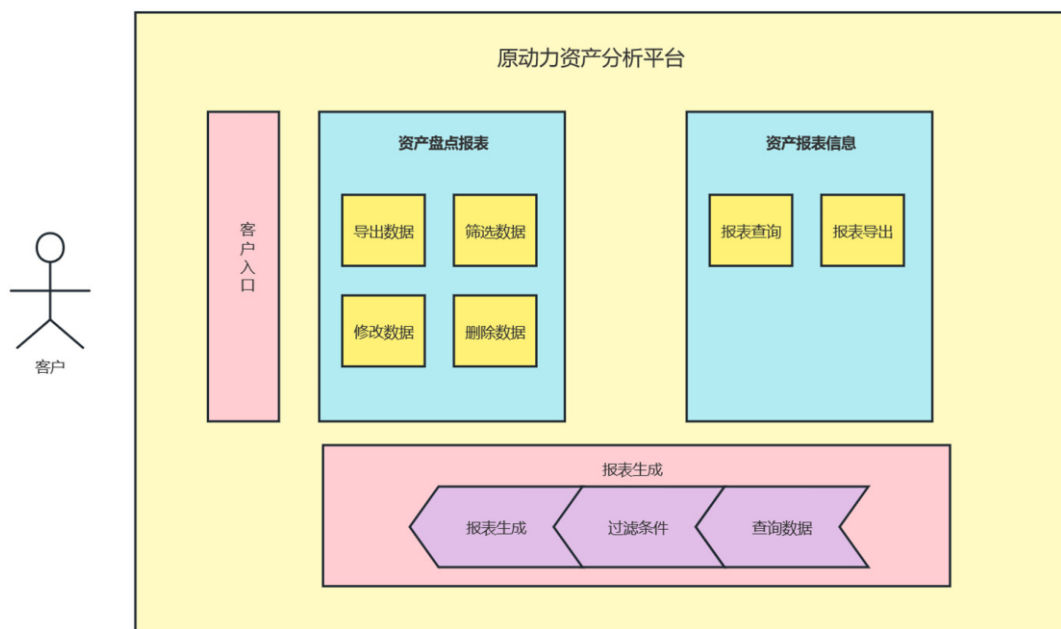 原动力资产分析平台
客户
客户入口
资产盘点报表
导出数据
筛选数据
修改数据
删除数据
资产报表信息
报表查询
报表导出
报表生成
报表生成
过滤条件
查询数据